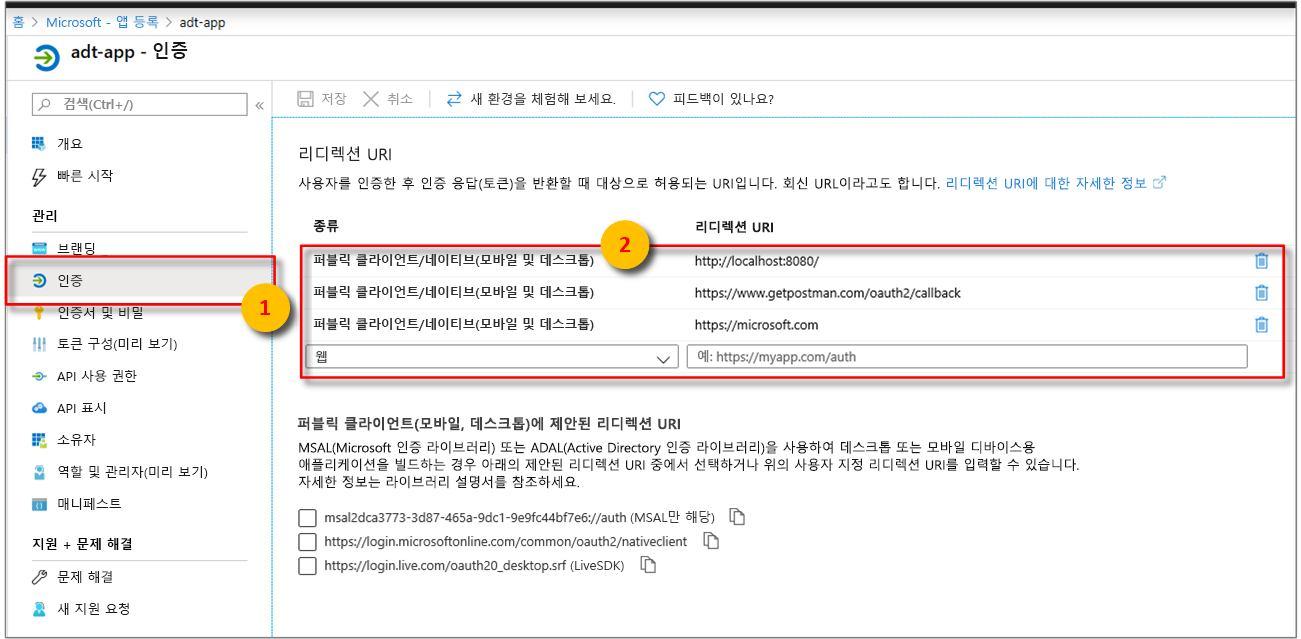 홈 > Microsoft - 앱 등록 > adt-app
adt-app - 인증
검색(Ctrl+/)
«
개요
빠른 시작
관리
브랜딩
인증
1
인증서 및 비밀
토큰 구성(미리 보기)
API 사용 권한
API 표시
소유자
역할 및 관리자(미리 보기)
매니페스트
지원 + 문제 해결
문제 해결
새 지원 요청
저장 취소 새 환경을 체험해 보세요. 피드백이 있나요?
리디렉션 URI
사용자를 인증한 후 인증 응답(토큰)을 반환할 때 대상으로 허용되는 URI입니다. 회신 URL이라고도 합니다. 리디렉션 URI에 대한 자세한 정보
종류 리디렉션 URI
2
퍼블릭 클라이언트/네이티브(모바일 및 데스크톱) http://localhost:8080/
퍼블릭 클라이언트/네이티브(모바일 및 데스크톱) https://www.getpostman.com/oauth2/callback
퍼블릭 클라이언트/네이티브(모바일 및 데스크톱) https://microsoft.com
웹 예: https://myapp.com/auth
퍼블릭 클라이언트(모바일, 데스크톱)에 제안된 리디렉션 URI
MSAL(Microsoft 인증 라이브러리) 또는 ADAL(Active Directory 인증 라이브러리)을 사용하여 데스크톱 또는 모바일 디바이스용
애플리케이션을 빌드하는 경우 아래의 제안된 리디렉션 URI 중에서 선택하거나 위의 사용자 지정 리디렉션 URI를 입력할 수 있습니다.
자세한 정보는 라이브러리 설명서를 참조하세요.
msal2dca3773-3d87-465a-9dc1-9e9fc44bf7e6://auth (MSAL만 해당)
https://login.microsoftonline.com/common/oauth2/nativeclient
https://login.live.com/oauth20_desktop.srf (LiveSDK)